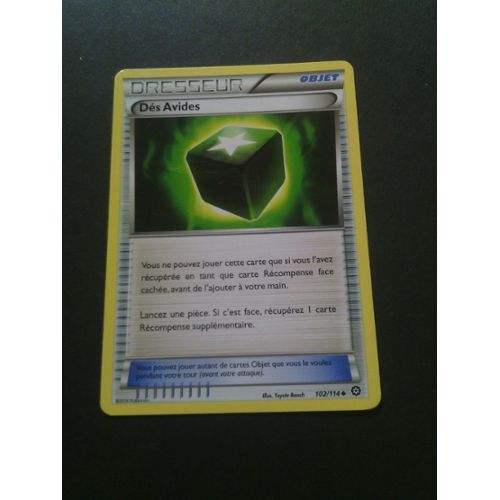 DRESSEUR OBJET
Dés Avides
Vous ne pouvez jouer cette carte que si vous l'avez
récupérée en tant que carte Récompense face
cachée, avant de l'ajouter à votre main.
Lancez une pièce. Si c'est face, récupérez 1 carte
Récompense supplémentaire.
Vous pouvez jouer autant de cartes Objet que vous le voulez
pendant votre tour (avant votre attaque).
Illus. Toyste Beach 102/114